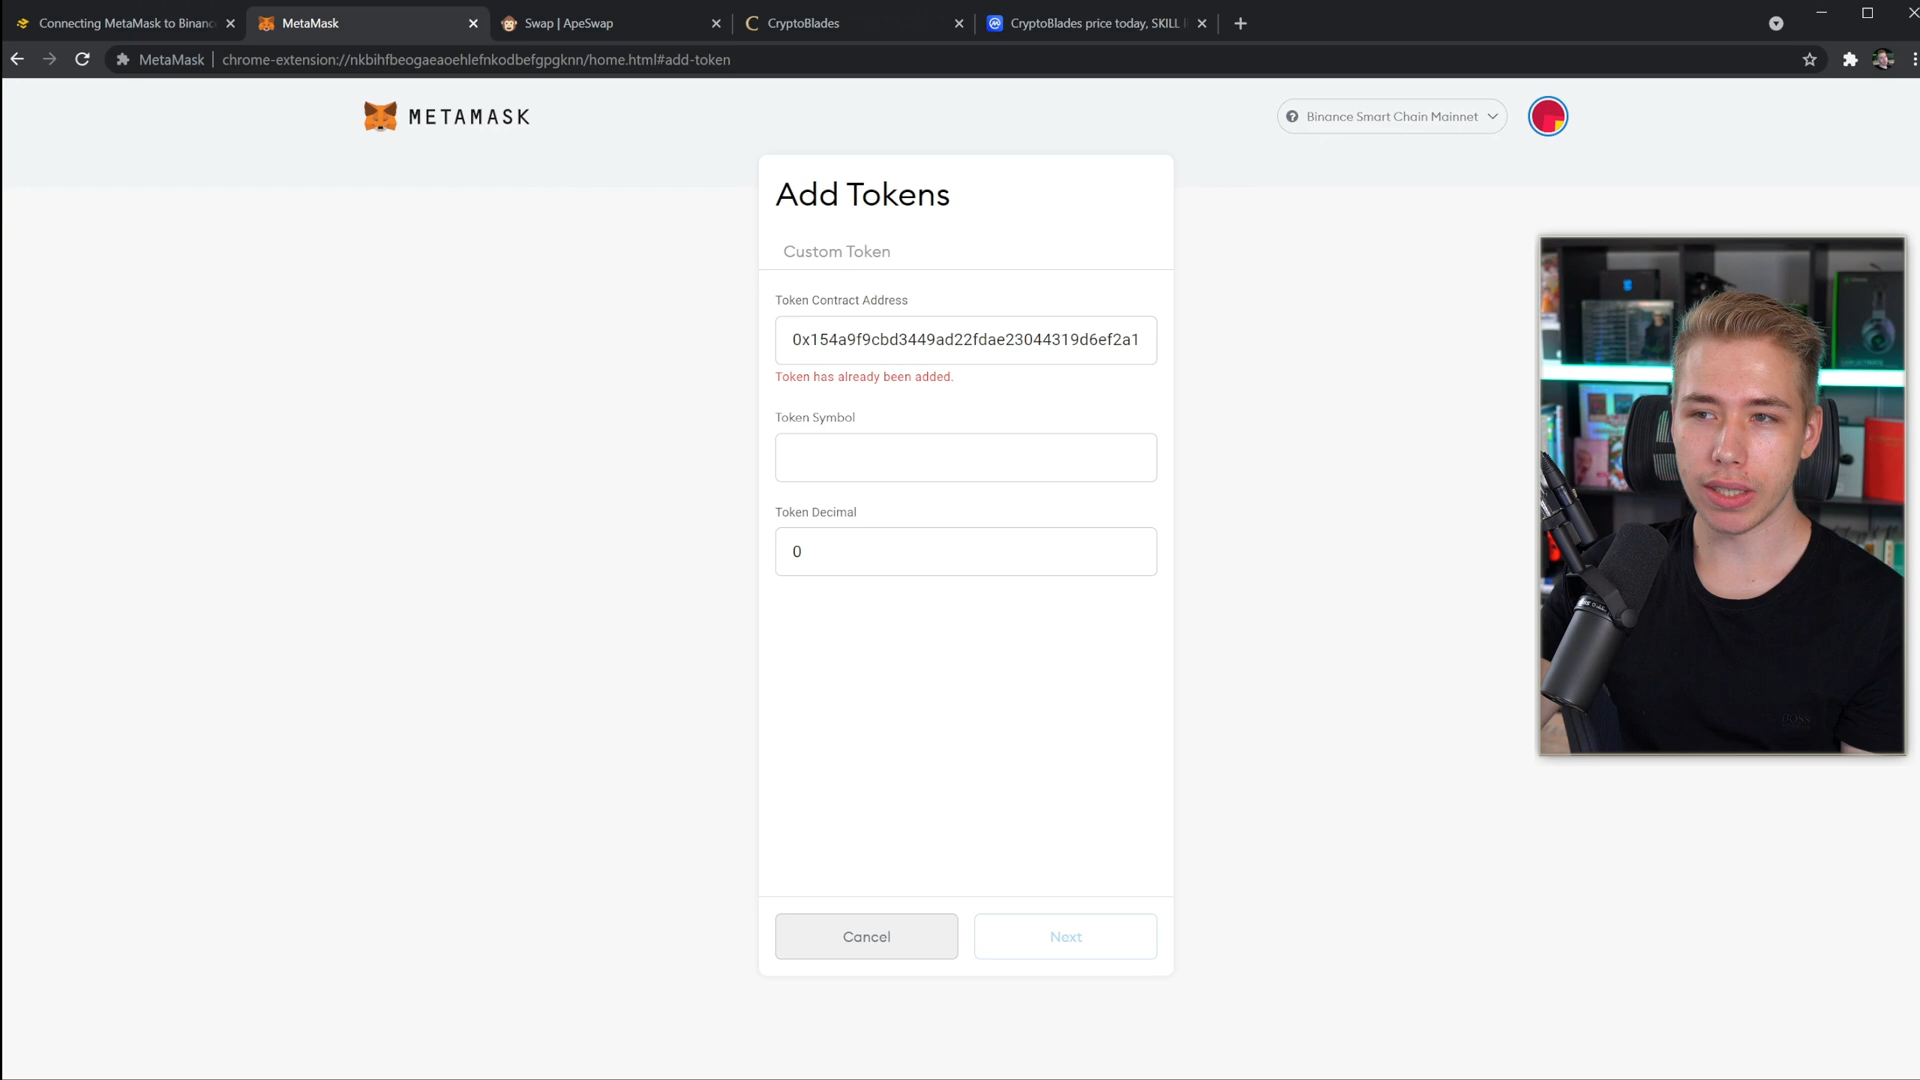 Connecting MetaMask to Binanc
MetaMask
Swap | ApeSwap
CryptoBlades
CryptoBlades price today, SKILL
MetaMask
chrome-extension://nkbihfbeogaeaoehlefnkodbefgpgknn/home.html#add-token
METAMASK
Binance Smart Chain Mainnet
Add Tokens
Custom Token
Token Contract Address
0x154a9f9cbd3449ad22fdae23044319d6ef2a1
Token has already been added.
Token Symbol
Token Decimal
0
Cancel
Next
BOSS